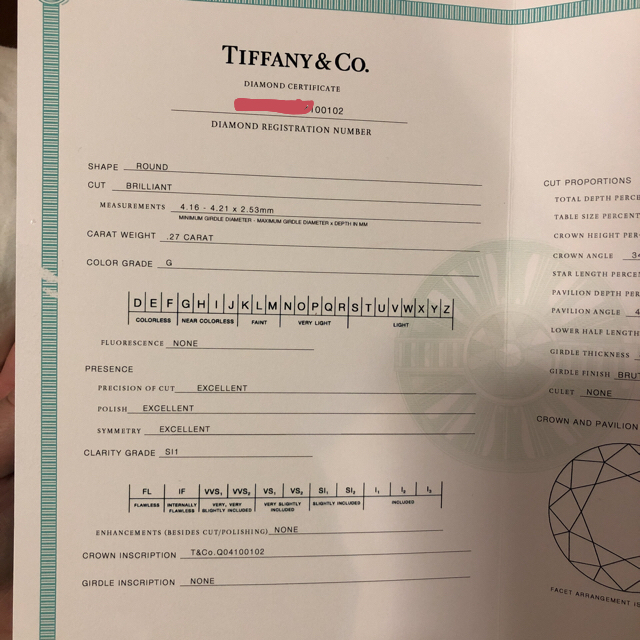 TIFFANY & CO.
DIAMOND CERTIFICATE
100102
DIAMOND REGISTRATION NUMBER
SHAPE ROUND
CUT BRILLIANT
MEASUREMENTS 4.16 - 4.21 x 2.53mm
MINIMUM GIRDLE DIAMETER - MAXIMUM GIRDLE DIAMETER x DEPTH IN MM
CARAT WEIGHT .27 CARAT
COLOR GRADE G
D E F G H I J K L M N O P Q R S T U V W X Y Z
COLORLESS NEAR COLORLESS FAINT VERY LIGHT LIGHT
FLUORESCENCE NONE
PRESENCE
PRECISION OF CUT EXCELLENT
POLISH EXCELLENT
SYMMETRY EXCELLENT
CLARITY GRADE SI1
FL IF VVS1 VVS2 VS1 VS2 SI1 SI2 I1 I2 I3
FLAWLESS INTERNALLY FLAWLESS VERY, VERY SLIGHTLY INCLUDED VERY SLIGHTLY INCLUDED SLIGHTLY INCLUDED INCLUDED
ENHANCEMENTS (BESIDES CUT/POLISHING) NONE
CROWN INSCRIPTION T&Co.Q04100102
GIRDLE INSCRIPTION NONE
CUT PROPORTIONS
TOTAL DEPTH PERCE
TABLE SIZE PERCENT
CROWN HEIGHT PER
CROWN ANGLE 34
STAR LENGTH PERCE
PAVILION DEPTH PER
PAVILION ANGLE 4
LOWER HALF LENGTH
GIRDLE THICKNESS
GIRDLE FINISH BRUT
CULET NONE
CROWN AND PAVILION
FACET ARRANGEMENT IS